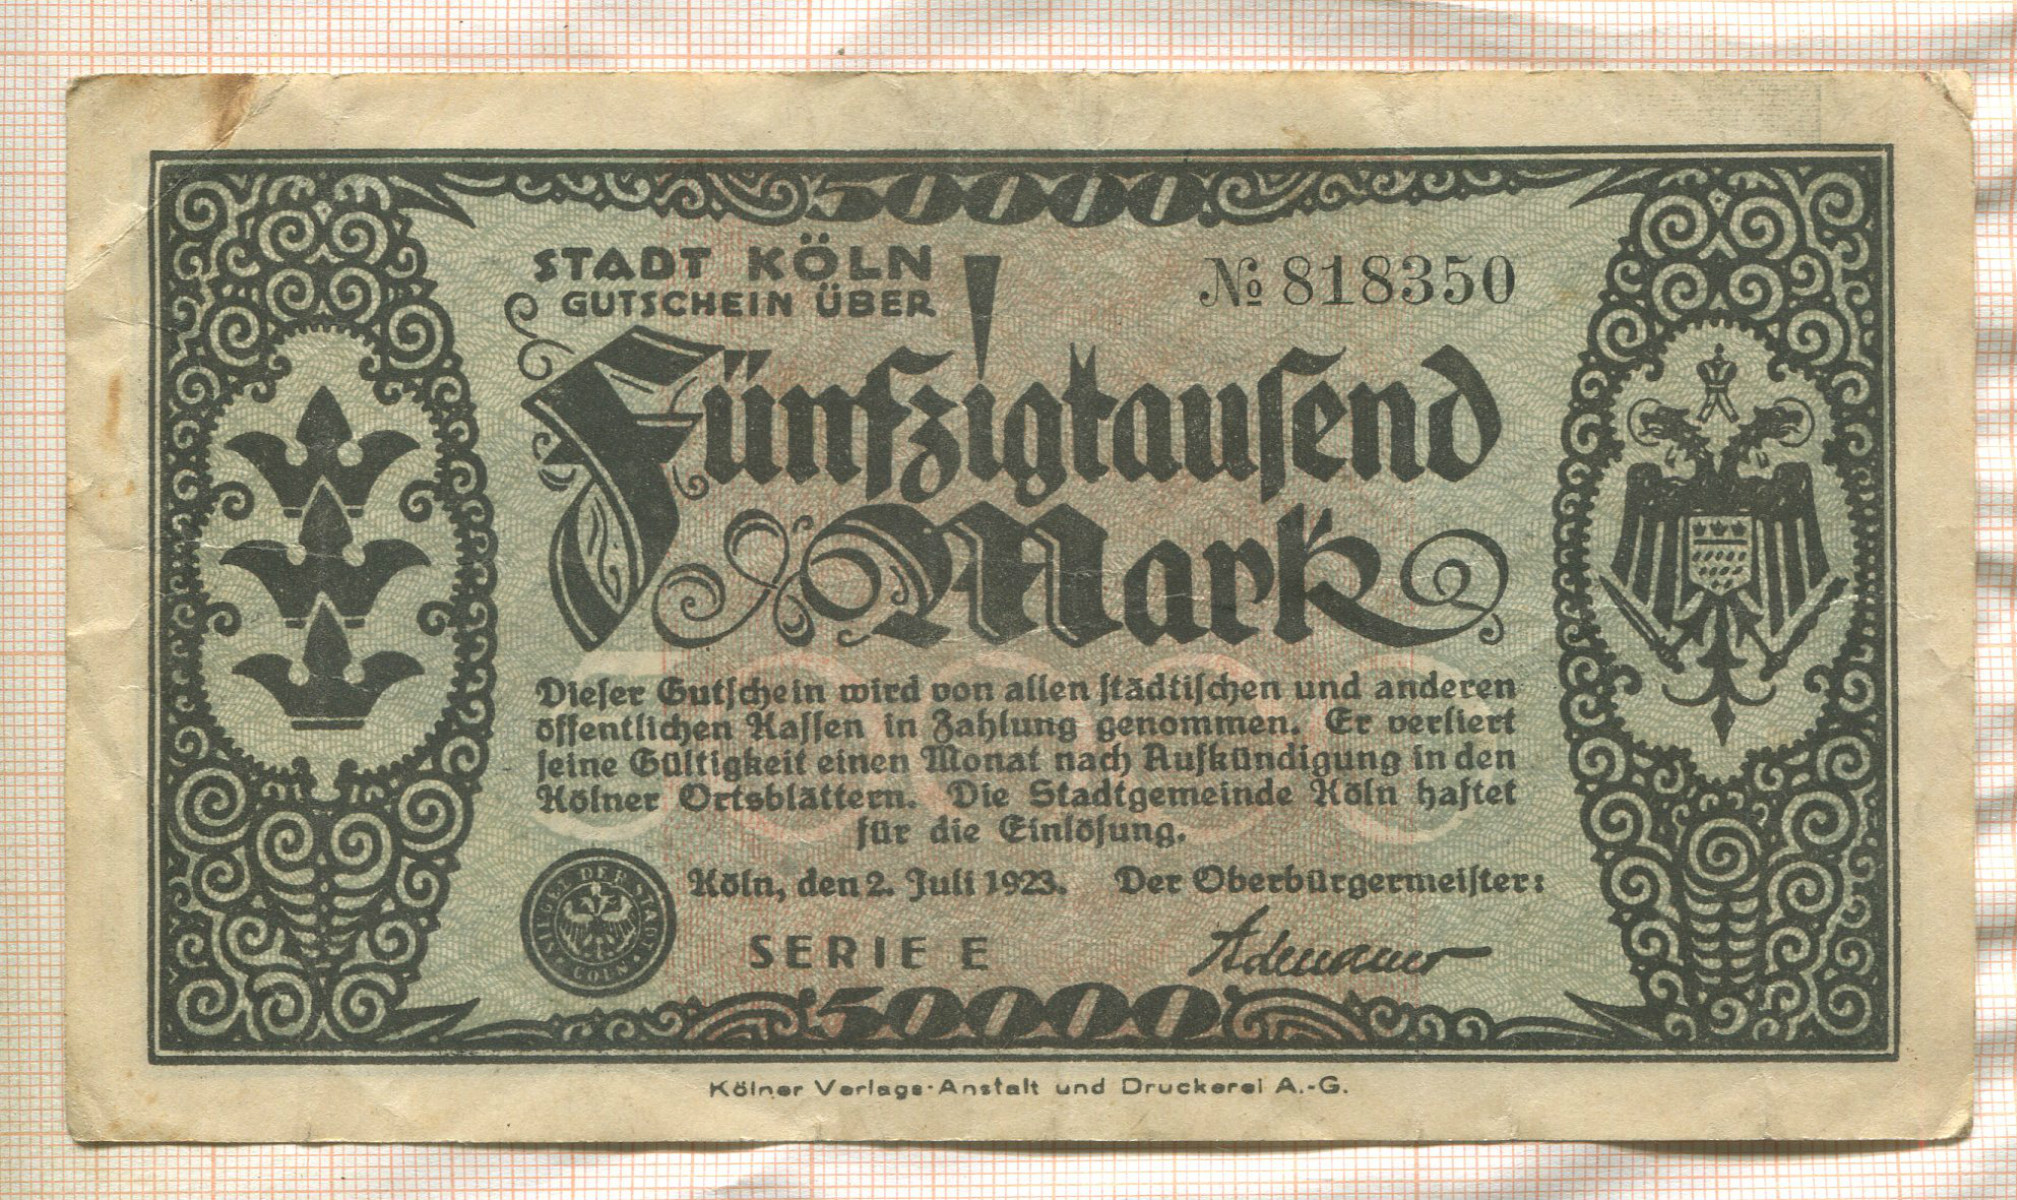 50000
STADT KÖLN
GUTSCHEIN ÜBER
№ 818350
Fünfzigtausend
Mark
50000
Dieser Gutschein wird von allen städtischen und anderen
öffentlichen Kassen in Zahlung genommen. Er verliert
seine Gültigkeit einen Monat nach Aufkündigung in den
Kölner Ortsblättern. Die Stadtgemeinde Köln haftet
für die Einlösung.
Köln, den 2. Juli 1923. Der Oberbürgermeister:
SERIE E
Adenauer
50000
Kölner Verlags-Anstalt und Druckerei A.-G.